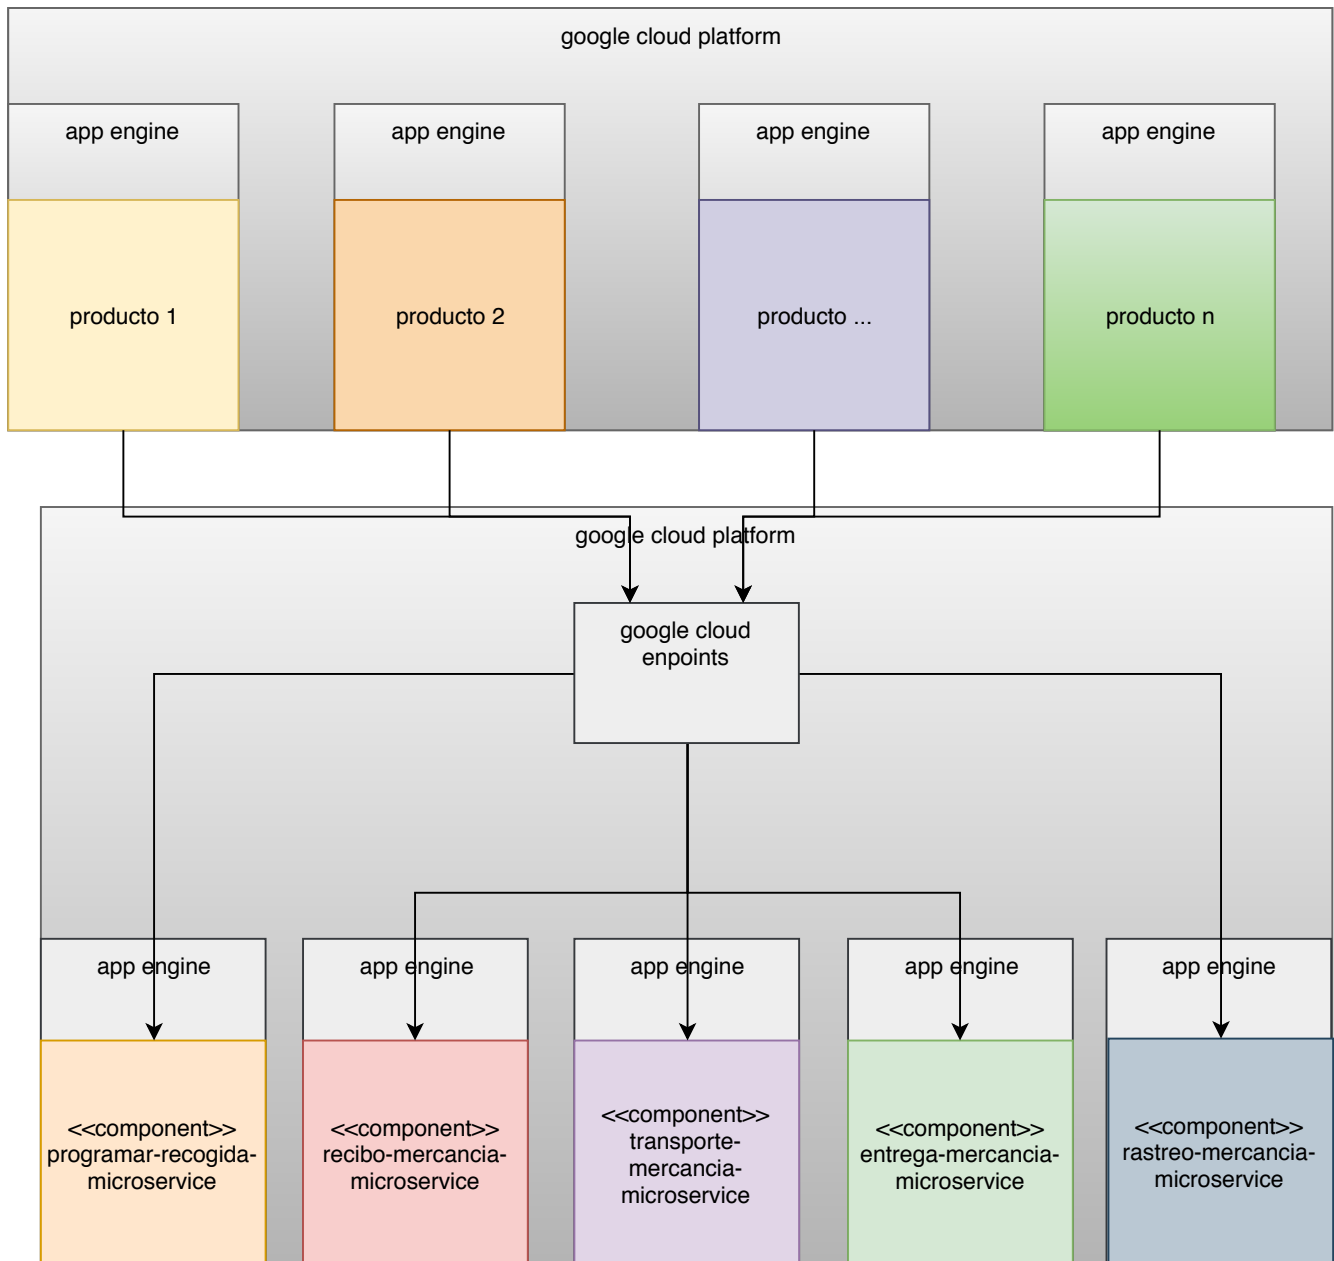 google cloud platform
app engine
app engine
app engine
app engine
producto 1
producto 2
producto ...
producto n
google cloud platform
google cloud
enpoints
app engine
app engine
app engine
app engine
app engine
<<component>>
programar-recogida-
microservice
<<component>>
recibo-mercancia-
microservice
<<component>>
transporte-
mercancia-
microservice
<<component>>
entrega-mercancia-
microservice
<<component>>
rastreo-mercancia-
microservice